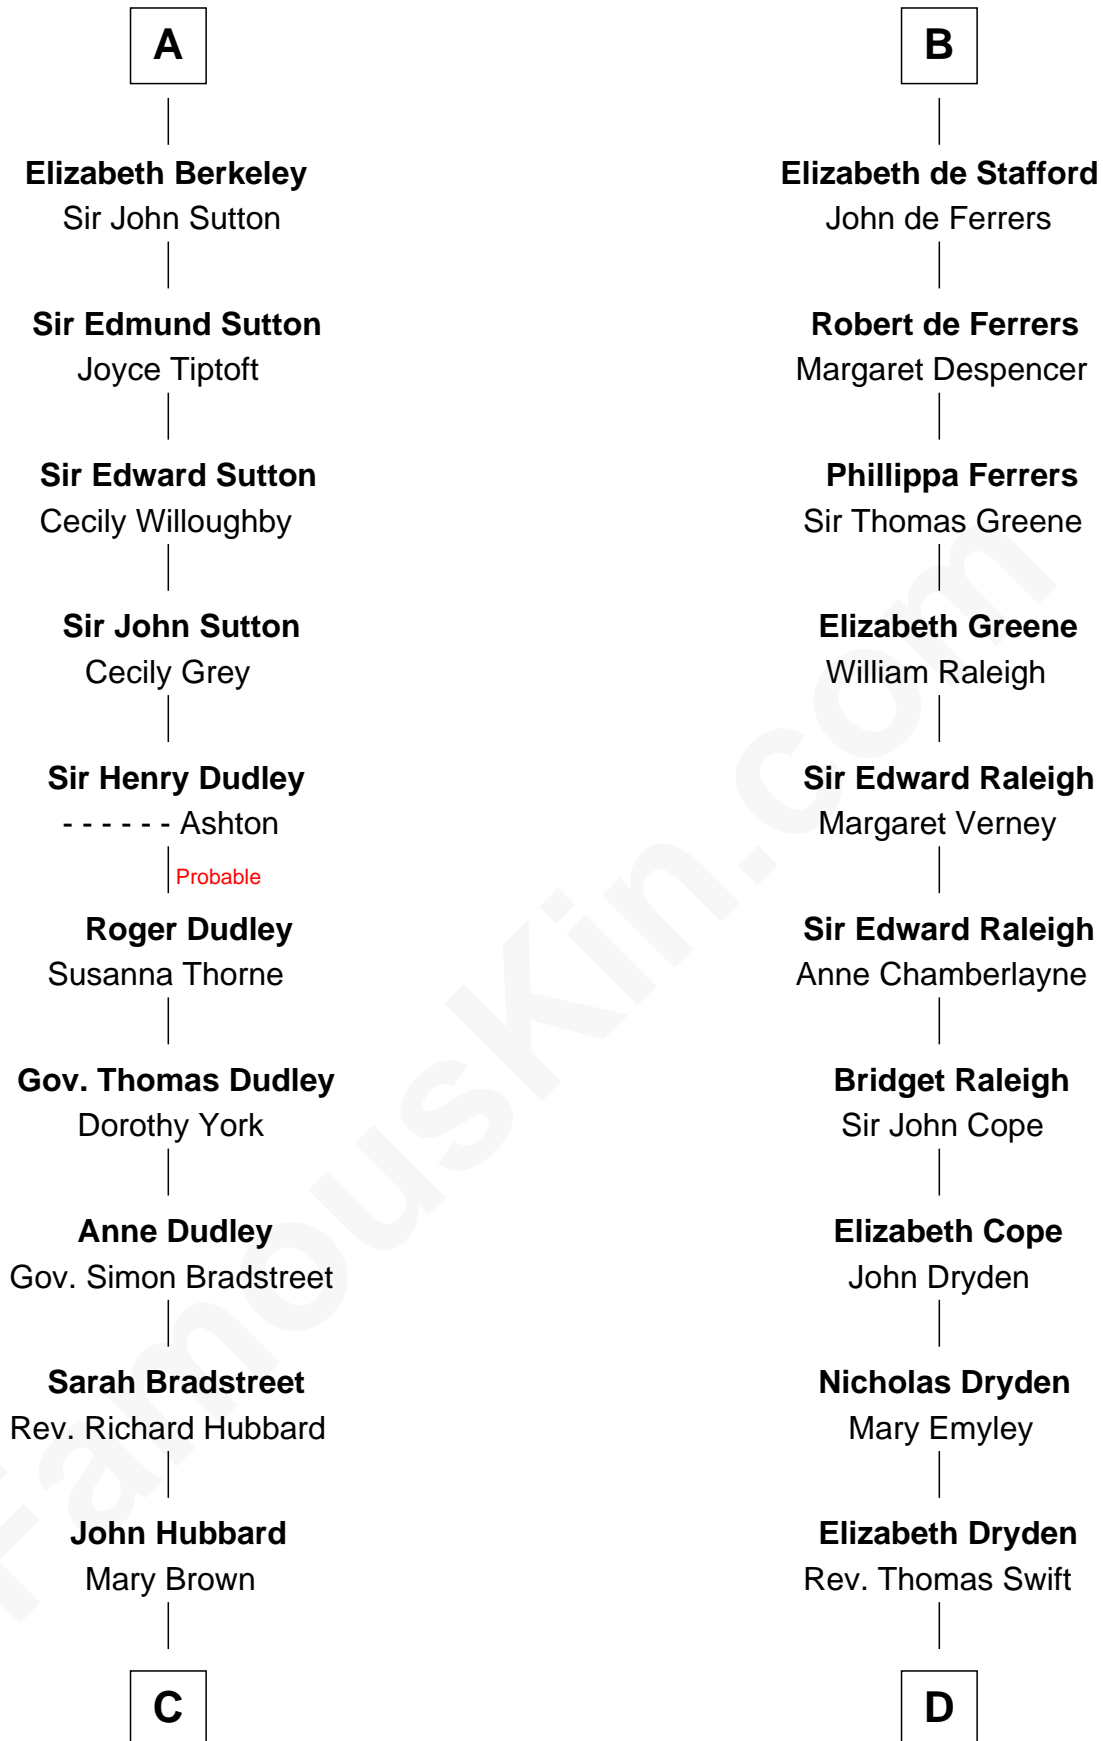 A
Elizabeth Berkeley
Sir John Sutton
Sir Edmund Sutton
Joyce Tiptoft
Sir Edward Sutton
Cecily Willoughby
Sir John Sutton
Cecily Grey
Sir Henry Dudley
- - - - - - Ashton
Probable
Roger Dudley
Susanna Thorne
Gov. Thomas Dudley
Dorothy York
Anne Dudley
Gov. Simon Bradstreet
Sarah Bradstreet
Rev. Richard Hubbard
John Hubbard
Mary Brown
C
B
Elizabeth de Stafford
John de Ferrers
Robert de Ferrers
Margaret Despencer
Phillippa Ferrers
Sir Thomas Greene
Elizabeth Greene
William Raleigh
Sir Edward Raleigh
Margaret Verney
Sir Edward Raleigh
Anne Chamberlayne
Bridget Raleigh
Sir John Cope
Elizabeth Cope
John Dryden
Nicholas Dryden
Mary Emyley
Elizabeth Dryden
Rev. Thomas Swift
D
FamousKin.com